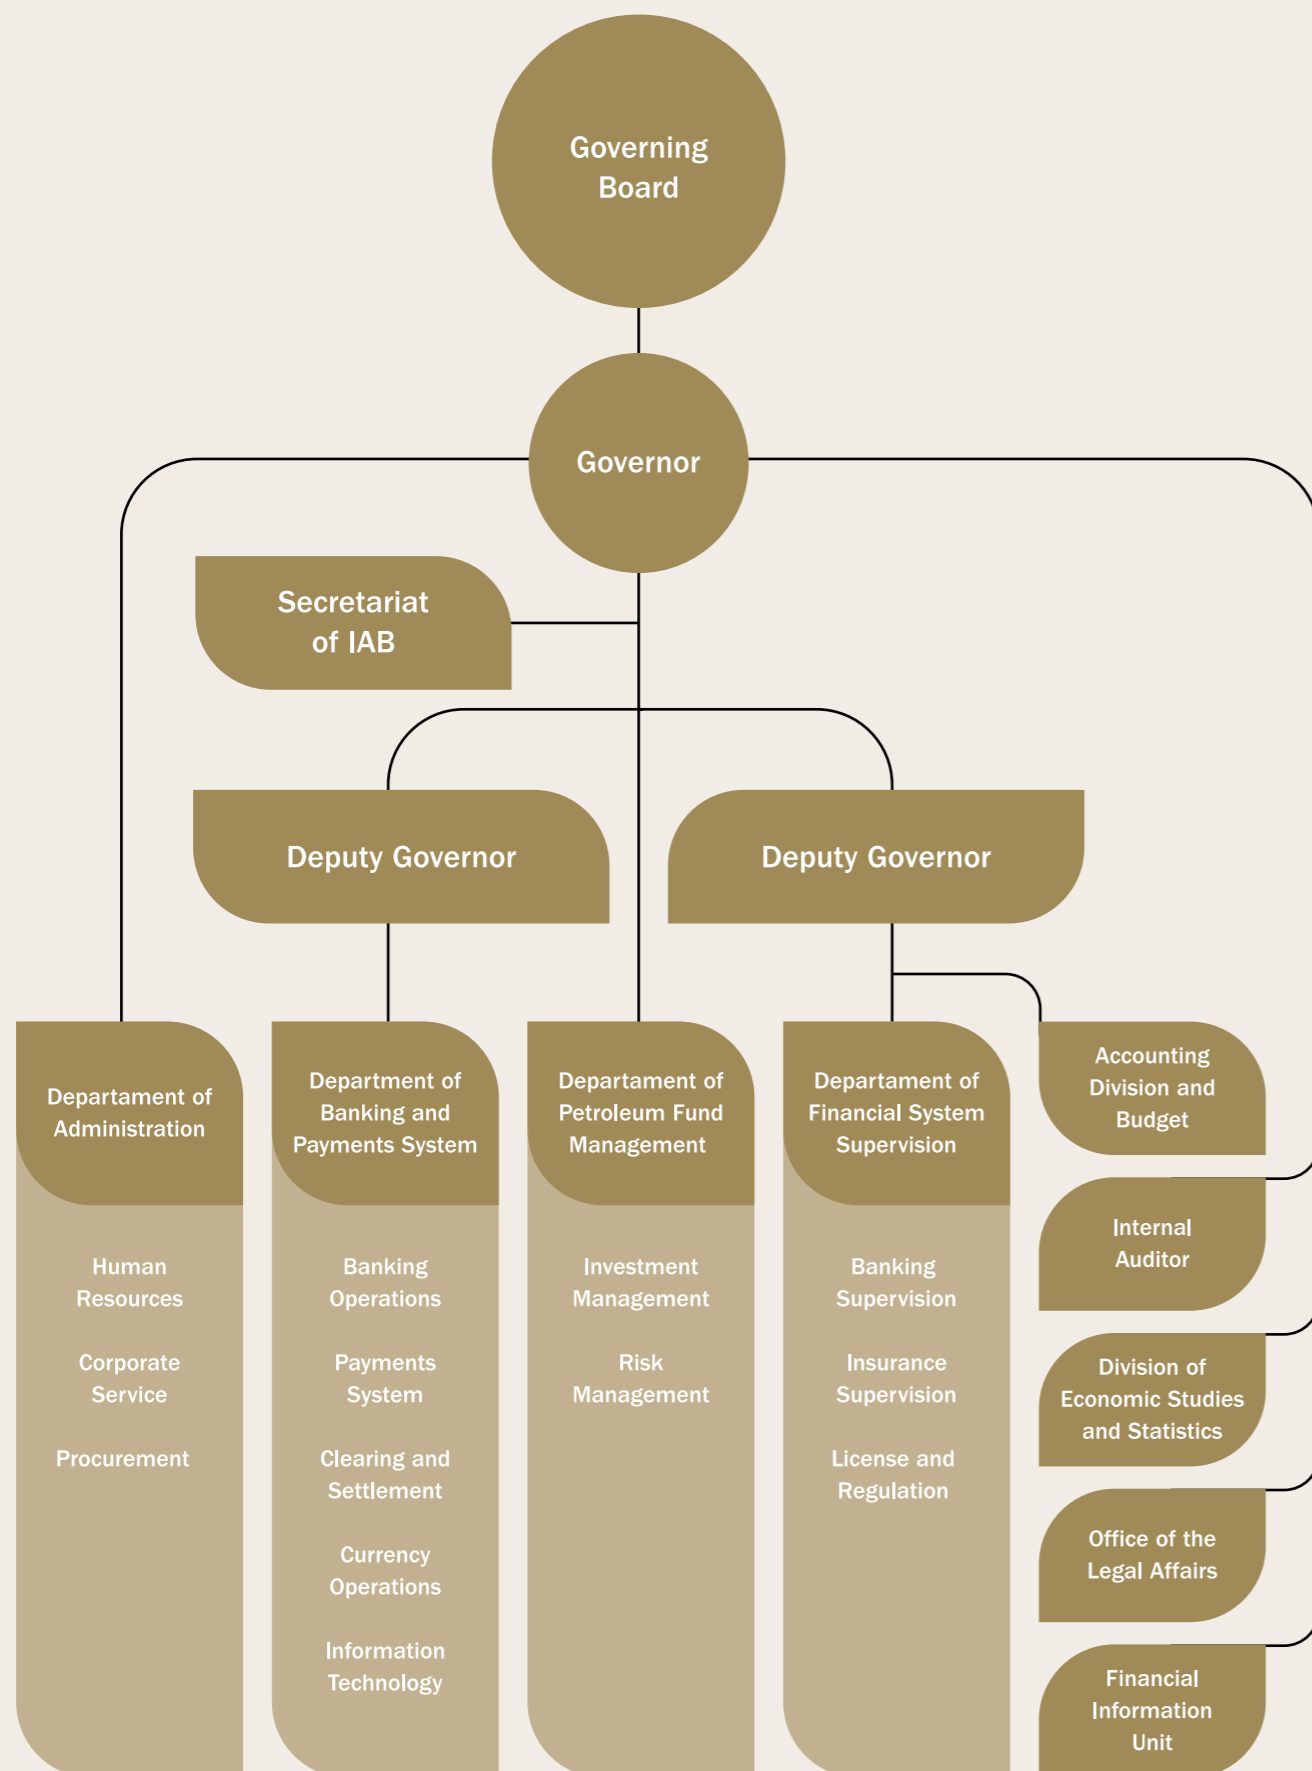 Governing
Board
Governor
Secretariat
of IAB
Deputy Governor
Deputy Governor
Departament of
Administration
Human
Resources
Corporate
Service
Procurement
Department of
Banking and
Payments System
Banking
Operations
Payments
System
Clearing and
Settlement
Currency
Operations
Information
Technology
Departament of
Petroleum Fund
Management
Investment
Management
Risk
Management
Departament of
Financial System
Supervision
Banking
Supervision
Insurance
Supervision
License and
Regulation
Accounting
Division and
Budget
Internal
Auditor
Division of
Economic Studies
and Statistics
Office of the
Legal Affairs
Financial
Information
Unit